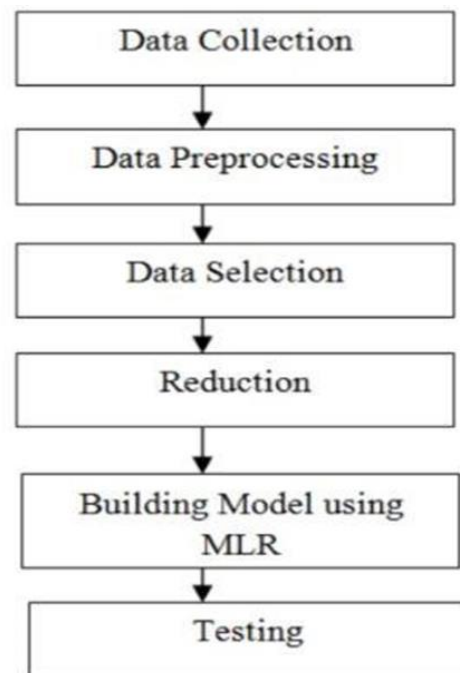 Data Collection
Data Preprocessing
Data Selection
Reduction
Building Model using
MLR
Testing